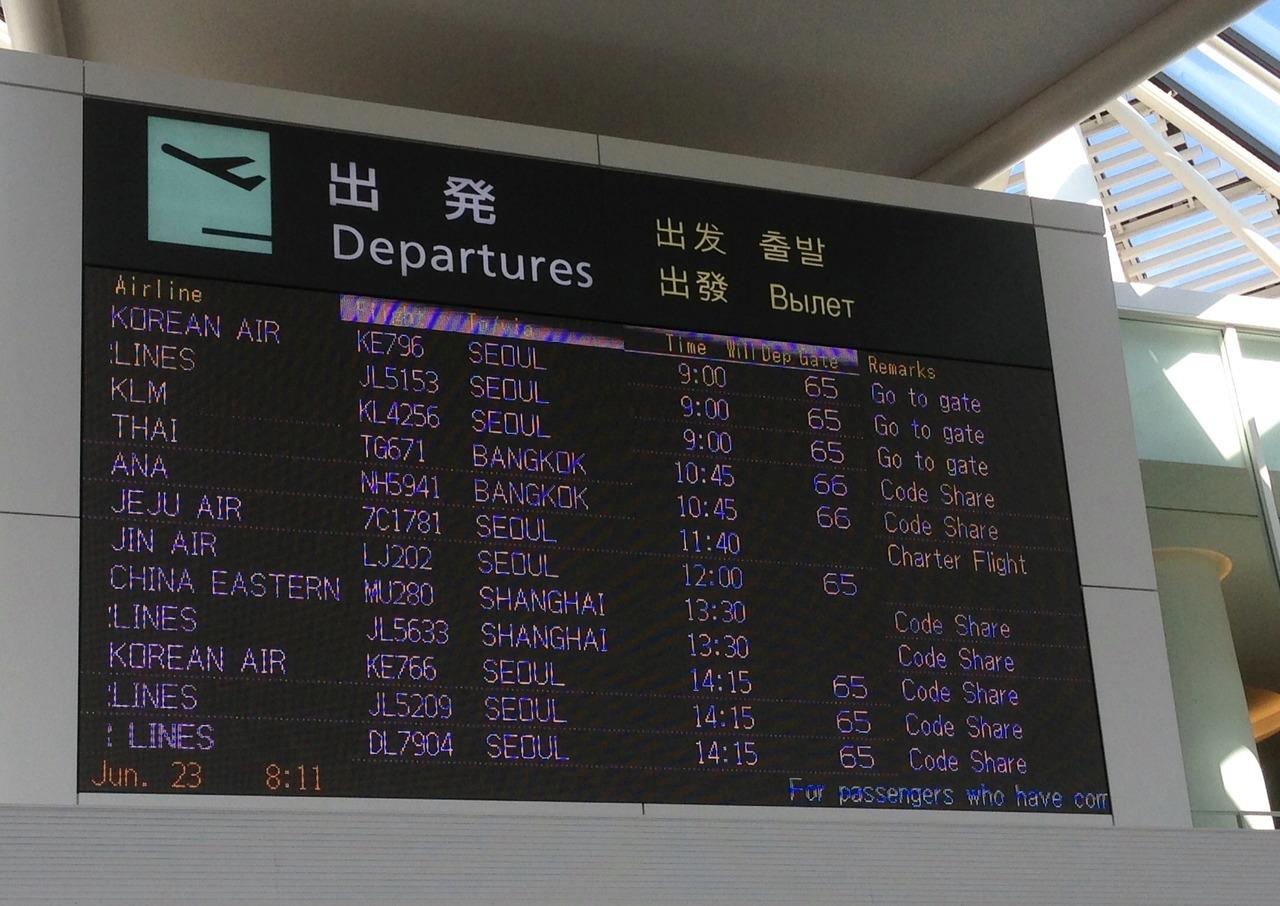 出 発
Departures
出发 출발
出發 Вылет
Airline Flight To/via Time Will Dep Gate Remarks
KOREAN AIR KE796 SEOUL 9:00 65 Go to gate
:LINES JL5153 SEOUL 9:00 65 Go to gate
KLM KL4256 SEOUL 9:00 65 Go to gate
THAI TG671 BANGKOK 10:45 66 Code Share
ANA NH5941 BANGKOK 10:45 66 Code Share
JEJU AIR 7C1781 SEOUL 11:40 Charter Flight
JIN AIR LJ202 SEOUL 12:00 65
CHINA EASTERN MU280 SHANGHAI 13:30 Code Share
:LINES JL5633 SHANGHAI 13:30 Code Share
KOREAN AIR KE766 SEOUL 14:15 65 Code Share
:LINES JL5209 SEOUL 14:15 65 Code Share
: LINES DL7904 SEOUL 14:15 65 Code Share
Jun. 23 8:11 For passengers who have com